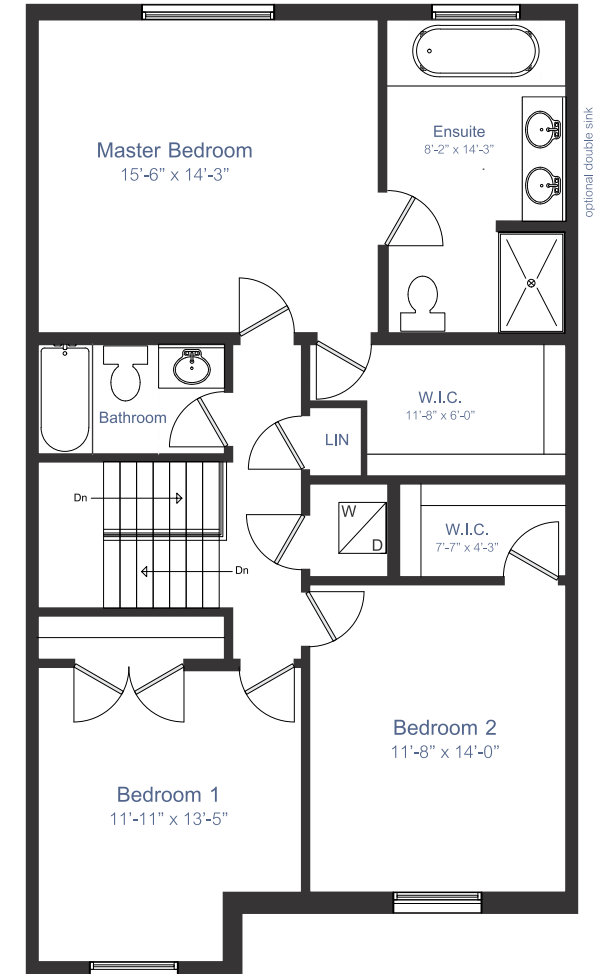 Master Bedroom
15'-6" x 14'-3"
Ensuite
8'-2" x 14'-3"
optional double sink
Bathroom
W.I.C.
11'-8" x 6'-0"
LIN
Dn
W
D
W.I.C.
7'-7" x 4'-3"
Dn
Bedroom 2
11'-8" x 14'-0"
Bedroom 1
11'-11" x 13'-5"